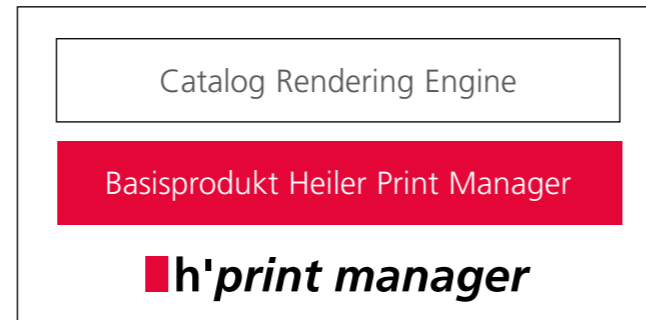 Catalog Rendering Engine
Basisprodukt Heiler Print Manager
h'print manager